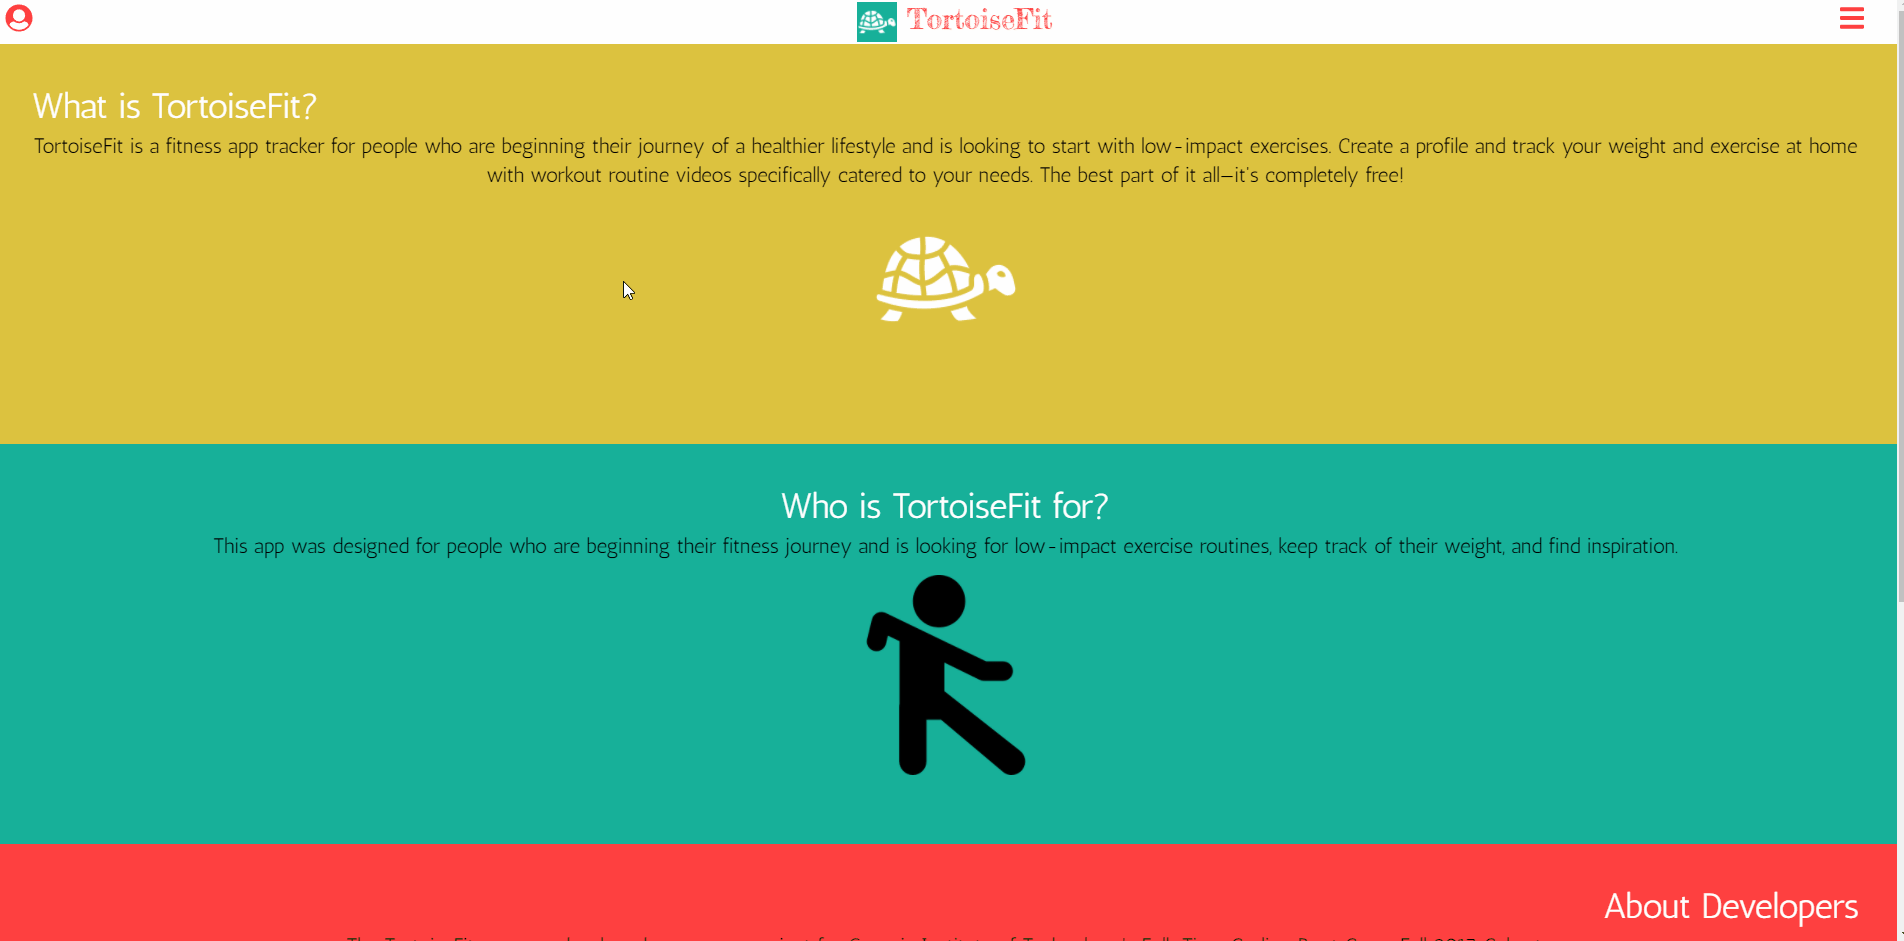 TortoiseFit
What is TortoiseFit?
TortoiseFit is a fitness app tracker for people who are beginning their journey of a healthier lifestyle and is looking to start with low-impact exercises. Create a profile and track your weight and exercise at home
with workout routine videos specifically catered to your needs. The best part of it all—it's completely free!
Who is TortoiseFit for?
This app was designed for people who are beginning their fitness journey and is looking for low-impact exercise routines, keep track of their weight, and find inspiration.
About Developers